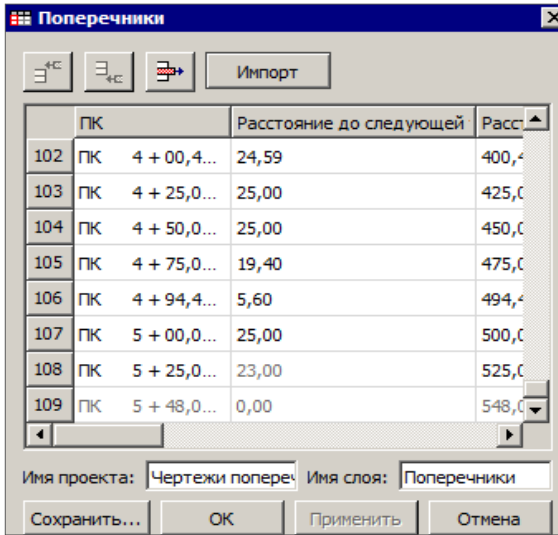 Поперечники
Импорт
ПК Расстояние до следующей Расст
102 ПК 4 + 00,4... 24,59 400,4
103 ПК 4 + 25,0... 25,00 425,0
104 ПК 4 + 50,0... 25,00 450,0
105 ПК 4 + 75,0... 19,40 475,0
106 ПК 4 + 94,4... 5,60 494,4
107 ПК 5 + 00,0... 25,00 500,0
108 ПК 5 + 25,0... 23,00 525,0
109 ПК 5 + 48,0... 0,00 548,0
Имя проекта: Чертежи попереч Имя слоя: Поперечники
Сохранить... ОК Применить Отмена